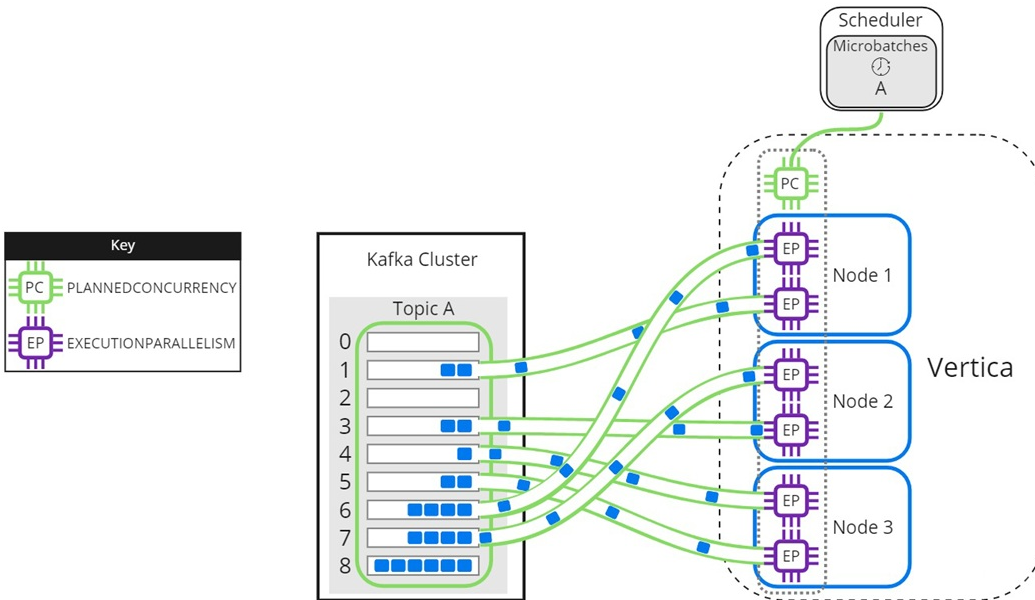 Scheduler
Microbatches
A
PC
Key
PC PLANNEDCONCURRENCY
EP EXECUTIONPARALLELISM
Kafka Cluster
Topic A
0
1
2
3
4
5
6
7
8
EP
EP
Node 1
EP
EP
Node 2
EP
EP
Node 3
Vertica